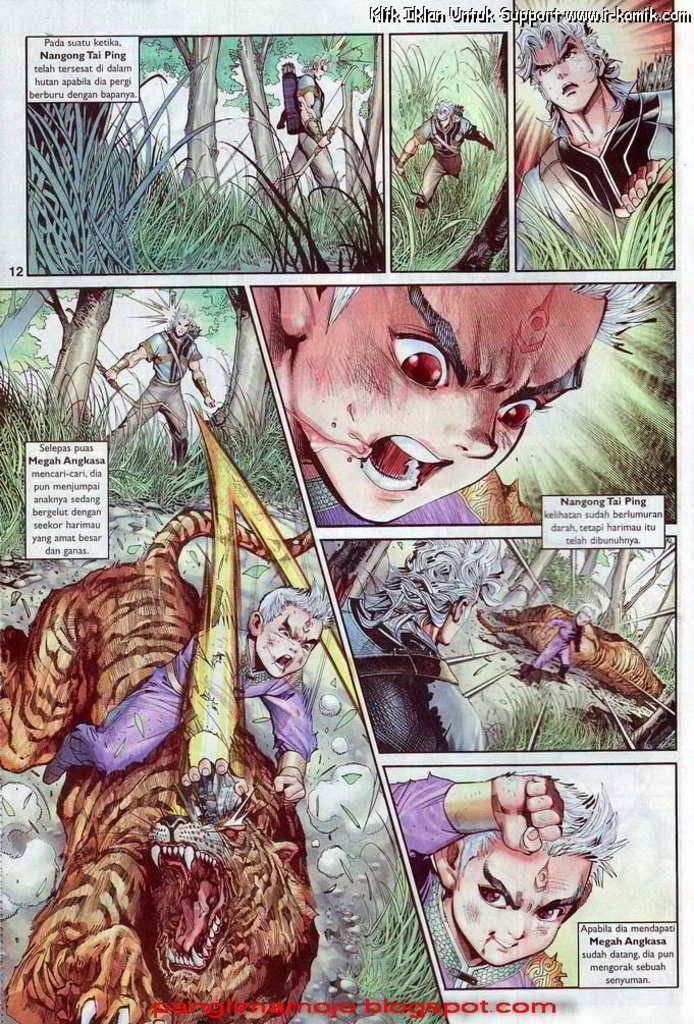 Klik Iklan Untuk Support www.i-komik.com
Pada suatu ketika,
Nangong Tai Ping
telah tersesat di dalam
hutan apabila dia pergi
berburu dengan bapanya.
12
Selepas puas
Megah Angkasa
mencari-cari, dia
pun menjumpai
anaknya sedang
bergelut dengan
seekor harimau
yang amat besar
dan ganas.
Nangong Tai Ping
kelihatan sudah berlumuran
darah, tetapi harimau itu
telah dibunuhnya.
Apabila dia mendapati
Megah Angkasa
sudah datang, dia pun
mengorak sebuah
senyuman.
panglimamojo.blogspot.com